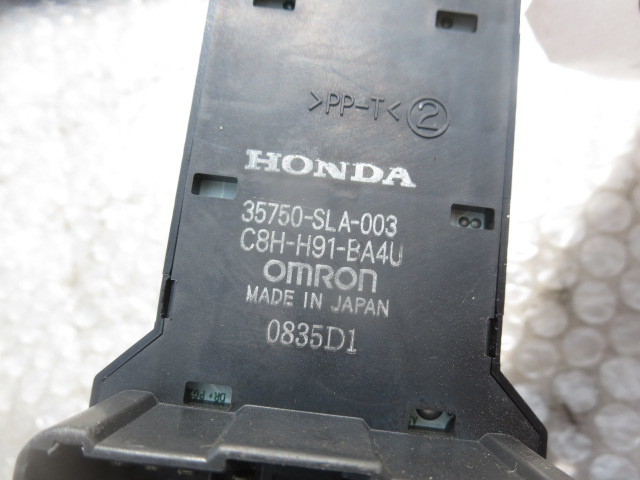 >PP-T< 2
HONDA
35750-SLA-003
C8H-H91-BA4U
OMRON
MADE IN JAPAN
0835D1